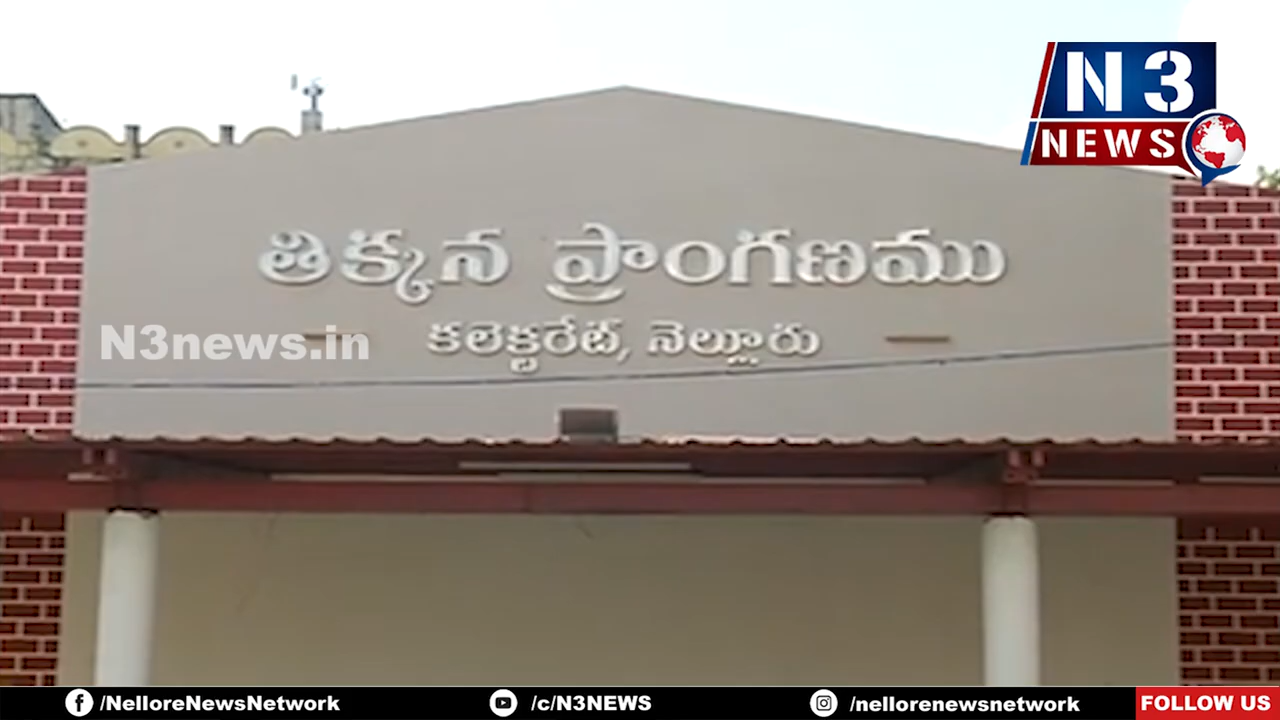 N3
NEWS
తిక్కన ప్రాంగణము
కలెక్టరేట్, నెల్లూరు
N3news.in
/NelloreNewsNetwork
/c/N3NEWS
/nellorenewsnetwork
FOLLOW US